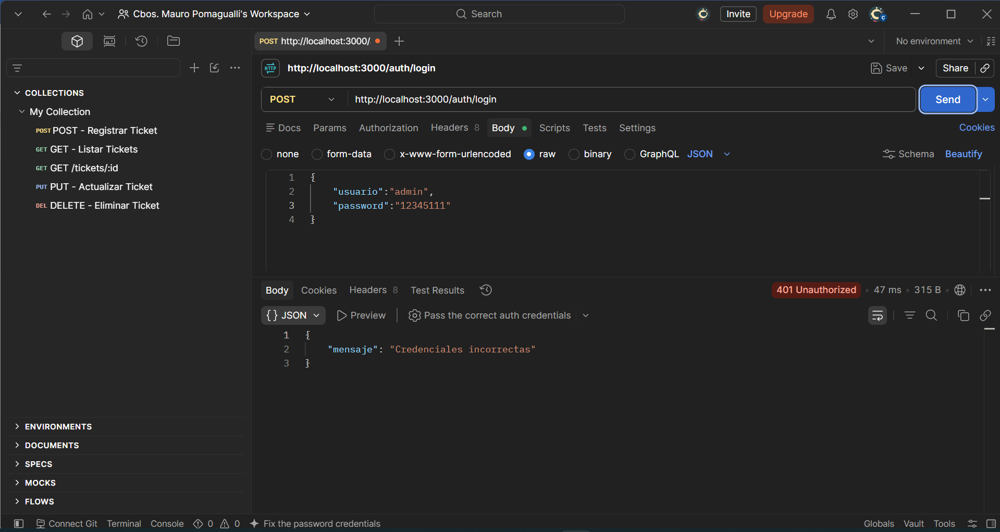 Cbos. Mauro Pomagualli's Workspace
Search
Invite
Upgrade
POST http://localhost:3000/
No environment
HTTP http://localhost:3000/auth/login
Save
Share
COLLECTIONS
My Collection
POST POST - Registrar Ticket
GET GET - Listar Tickets
GET GET /tickets/:id
PUT PUT - Actualizar Ticket
DEL DELETE - Eliminar Ticket
ENVIRONMENTS
DOCUMENTS
SPECS
MOCKS
FLOWS
POST http://localhost:3000/auth/login
Send
Docs Params Authorization Headers 8 Body Scripts Tests Settings
Cookies
none form-data x-www-form-urlencoded raw binary GraphQL JSON
Schema Beautify
1 {
2 "usuario":"admin",
3 "password":"12345111"
4 }
Body Cookies Headers 8 Test Results
401 Unauthorized 47 ms 315 B
{} JSON Preview Pass the correct auth credentials
1 {
2 "mensaje": "Credenciales incorrectas"
3 }
Connect Git Terminal Console 0 0 Fix the password credentials
Globals Vault Tools